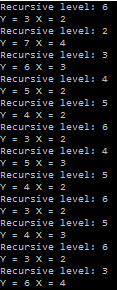 Recursive level: 6
Y = 3 X = 2
Recursive level: 2
Y = 7 X = 4
Recursive level: 3
Y = 6 X = 3
Recursive level: 4
Y = 5 X = 2
Recursive level: 5
Y = 4 X = 2
Recursive level: 6
Y = 3 X = 2
Recursive level: 4
Y = 5 X = 3
Recursive level: 5
Y = 4 X = 2
Recursive level: 6
Y = 3 X = 2
Recursive level: 5
Y = 4 X = 3
Recursive level: 6
Y = 3 X = 2
Recursive level: 3
Y = 6 X = 4